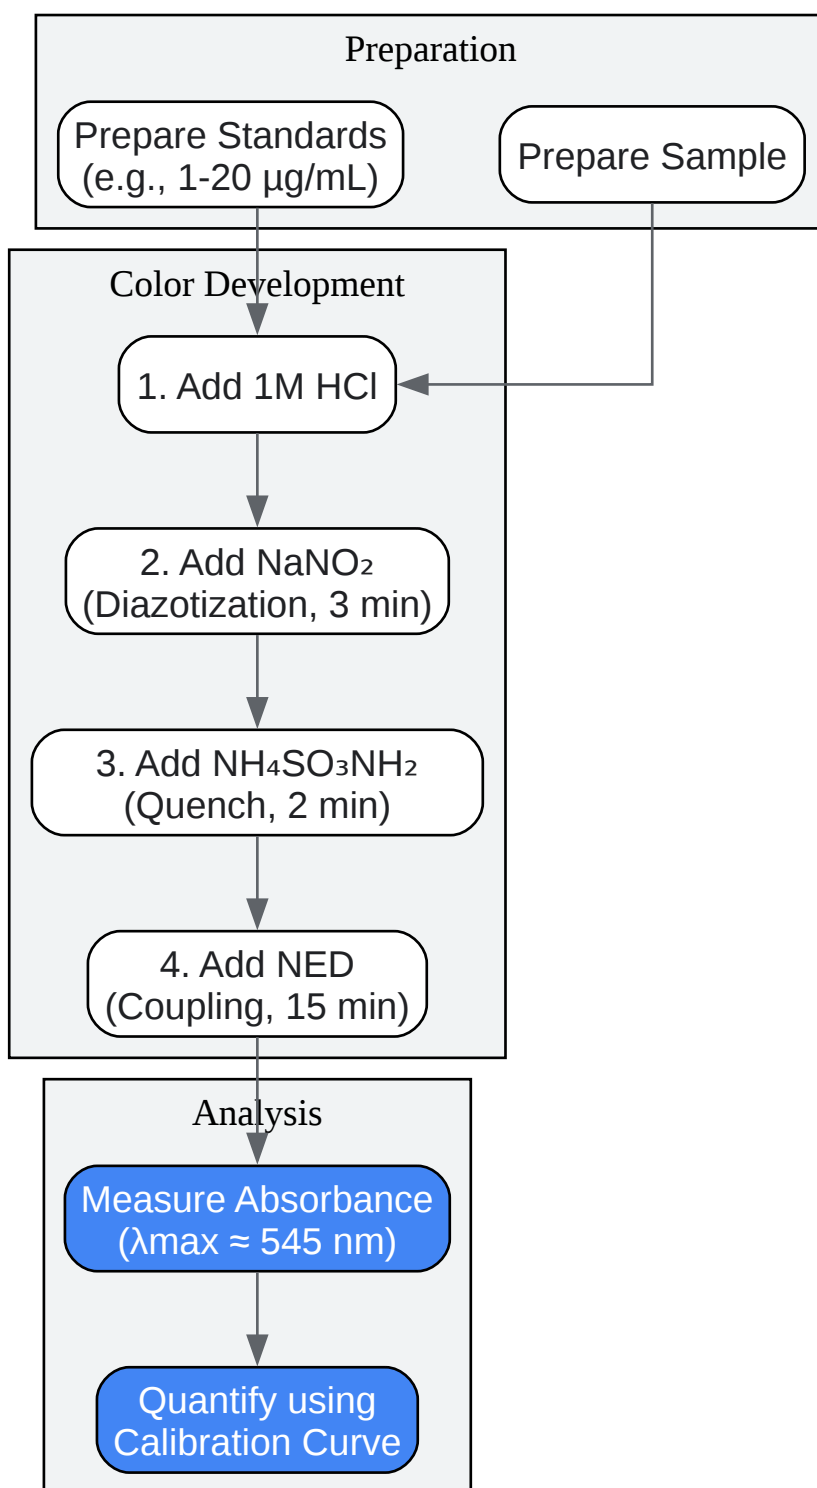 Preparation
Prepare Standards
(e.g., 1-20 µg/mL)
Prepare Sample
Color Development
1. Add 1M HCl
2. Add NaNO₂
(Diazotization, 3 min)
3. Add NH₄SO₃NH₂
(Quench, 2 min)
4. Add NED
(Coupling, 15 min)
Analysis
Measure Absorbance
(λmax ≈ 545 nm)
Quantify using
Calibration Curve